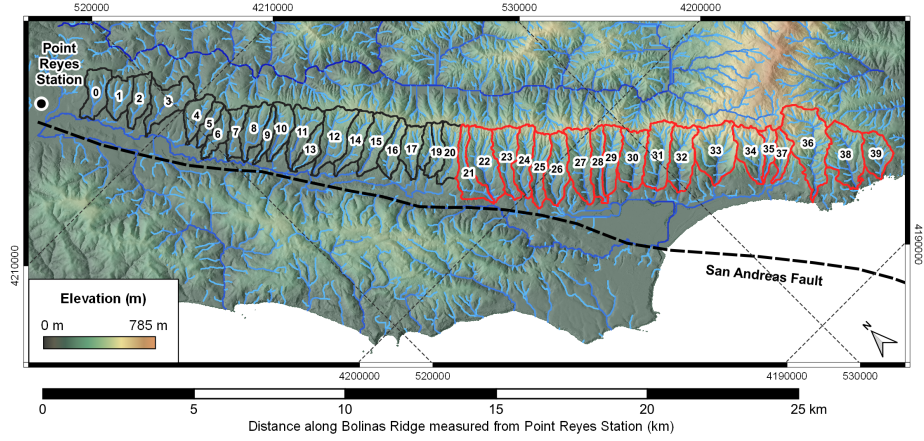 520000 4210000 530000 4200000
Point
Reyes
Station
0 1 2 3 4 5 6 7 8 9 10 11 13 12 14 15 16 17 19 20 21 22 23 24 25 26 27 28 29 30 31 32 33 34 35 37 36 38 39
4210000
4190000
San Andreas Fault
Elevation (m)
0 m 785 m
N
4200000 520000 4190000 530000
0 5 10 15 20 25 km
Distance along Bolinas Ridge measured from Point Reyes Station (km)